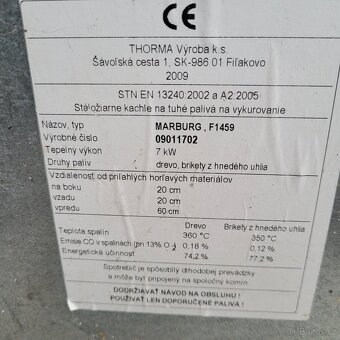 CE
THORMA Výroba k.s.
Šávoľská cesta 1, SK-986 01 Fiľakovo
2009
STN EN 13240:2002 a A2:2005
Stáložiarne kachle na tuhé palivá na vykurovanie
Názov, typ MARBURG , F1459
Výrobné číslo 09011702
Tepelný výkon 7 kW
Druhy palív drevo, brikety z hnedého uhlia
Vzdialenosť od priľahlých horľavých materiálov
na boku 20 cm
vzadu 20 cm
vpredu 60 cm
Drevo Brikety z hnedého uhlia
Teplota spalín 360 °C 350 °C
Emisie CO v spalinách (pri 13% O2) 0,18 % 0,12 %
Energetická účinnosť 74,2 % 77,2 %
Spotrebič je spôsobilý dlhodobej prevádzky
a môže byť pripojený na spoločný komín.
DODRŽIAVAŤ NÁVOD NA OBSLUHU !
POUŽÍVAŤ LEN DOPORUČENÉ PALIVÁ !